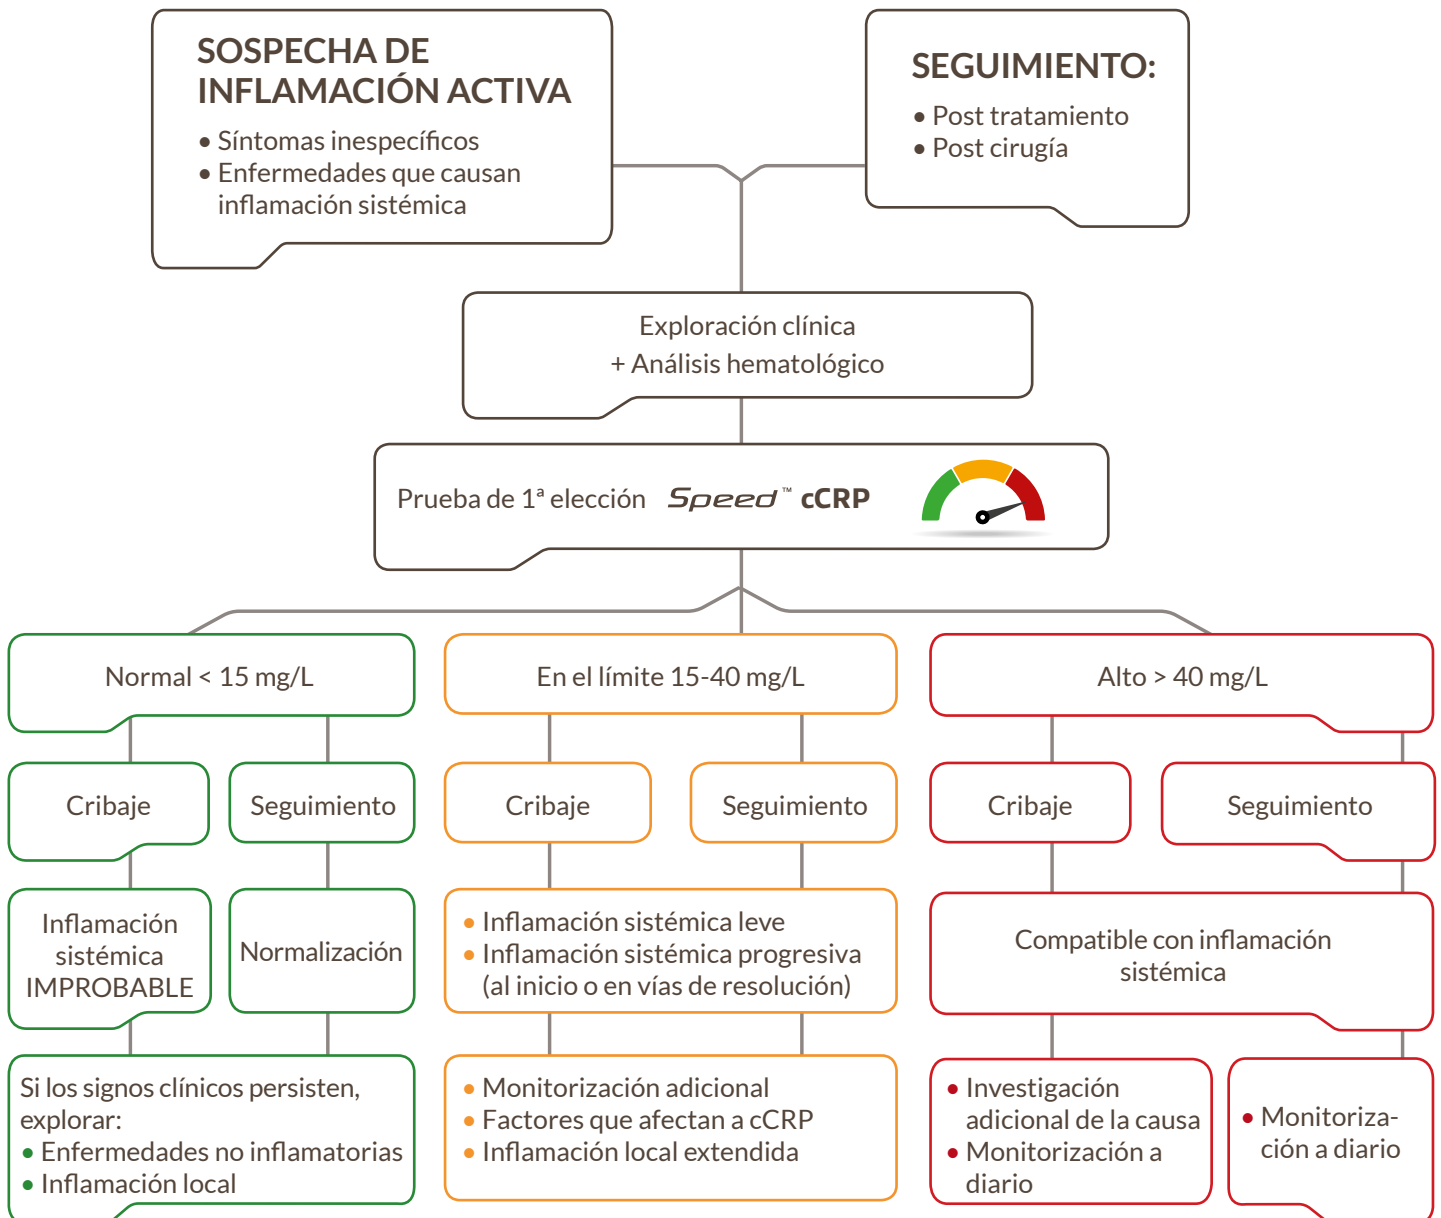 SOSPECHA DE
INFLAMACIÓN ACTIVA
• Síntomas inespecíficos
• Enfermedades que causan
inflamación sistémica
SEGUIMIENTO:
• Post tratamiento
• Post cirugía
Exploración clínica
+ Análisis hematológico
Prueba de 1ª elección Speed™ cCRP
Normal < 15 mg/L
Cribaje
Seguimiento
Inflamación
sistémica
IMPROBABLE
Normalización
Si los signos clínicos persisten,
explorar:
• Enfermedades no inflamatorias
• Inflamación local
En el límite 15-40 mg/L
Cribaje
Seguimiento
• Inflamación sistémica leve
• Inflamación sistémica progresiva
(al inicio o en vías de resolución)
• Monitorización adicional
• Factores que afectan a cCRP
• Inflamación local extendida
Alto > 40 mg/L
Cribaje
Seguimiento
Compatible con inflamación
sistémica
• Investigación
adicional de la causa
• Monitorización a
diario
• Monitoriza-
ción a diario